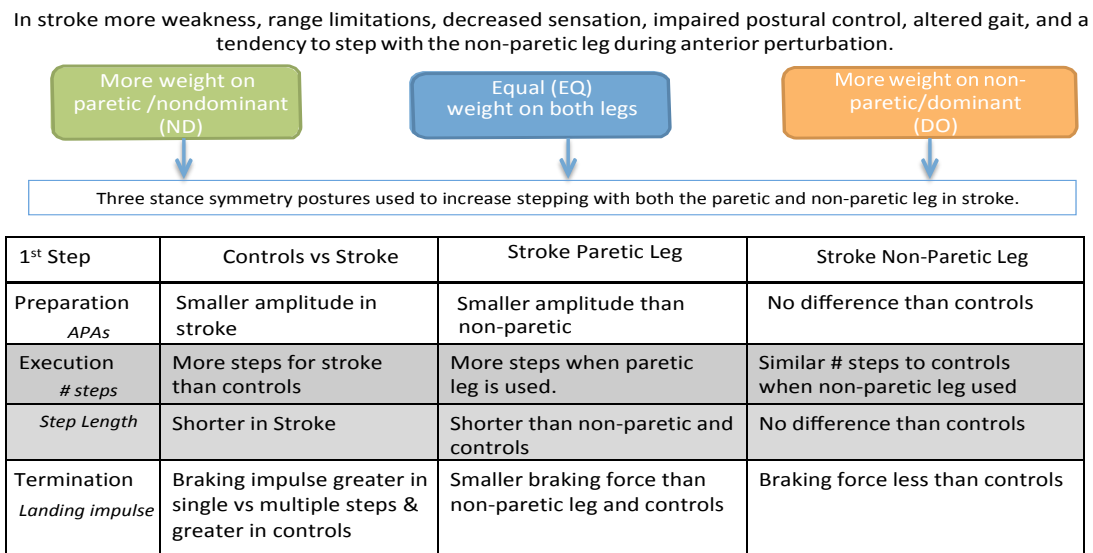 In stroke more weakness, range limitations, decreased sensation, impaired postural control, altered gait, and a
tendency to step with the non-paretic leg during anterior perturbation.
More weight on
paretic /nondominant
(ND)
Equal (EQ)
weight on both legs
More weight on non-
paretic/dominant
(DO)
Three stance symmetry postures used to increase stepping with both the paretic and non-paretic leg in stroke.
1st Step
Controls vs Stroke
Stroke Paretic Leg
Stroke Non-Paretic Leg
Preparation
APAs
Smaller amplitude in
stroke
Smaller amplitude than
non-paretic
No difference than controls
Execution
# steps
More steps for stroke
than controls
More steps when paretic
leg is used.
Similar # steps to controls
when non-paretic leg used
Step Length
Shorter in Stroke
Shorter than non-paretic and
controls
No difference than controls
Termination
Landing impulse
Braking impulse greater in
single vs multiple steps &
greater in controls
Smaller braking force than
non-paretic leg and controls
Braking force less than controls